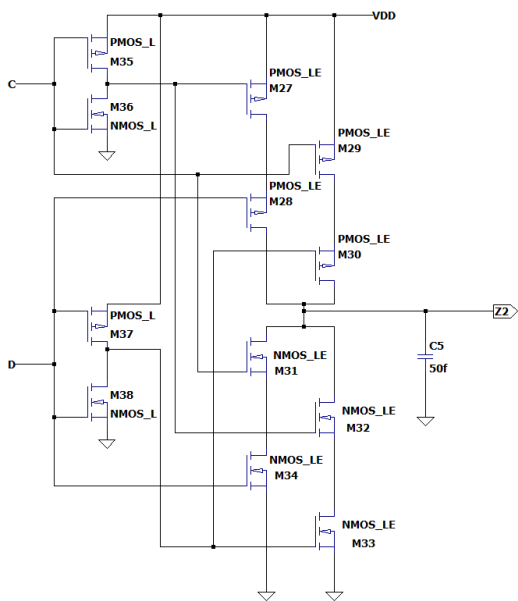 VDD
PMOS_L
M35
C
PMOS_LE
M27
M36
NMOS_L
PMOS_LE
M29
PMOS_LE
M28
PMOS_LE
M30
PMOS_L
M37
Z2
C5
50f
NMOS_LE
M31
D
M38
NMOS_L
NMOS_LE
M32
NMOS_LE
M34
NMOS_LE
M33